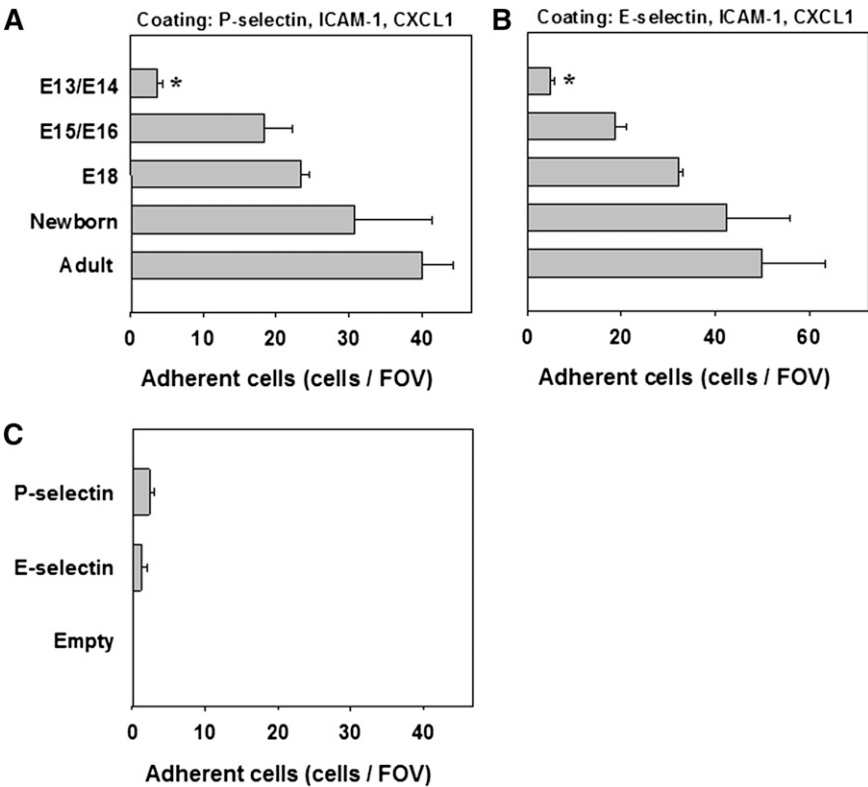 A
Coating: P-selectin, ICAM-1, CXCL1
E13/E14
*
E15/E16
E18
Newborn
Adult
0 10 20 30 40
Adherent cells (cells / FOV)
B
Coating: E-selectin, ICAM-1, CXCL1
*
0 20 40 60
Adherent cells (cells / FOV)
C
P-selectin
E-selectin
Empty
0 10 20 30 40
Adherent cells (cells / FOV)